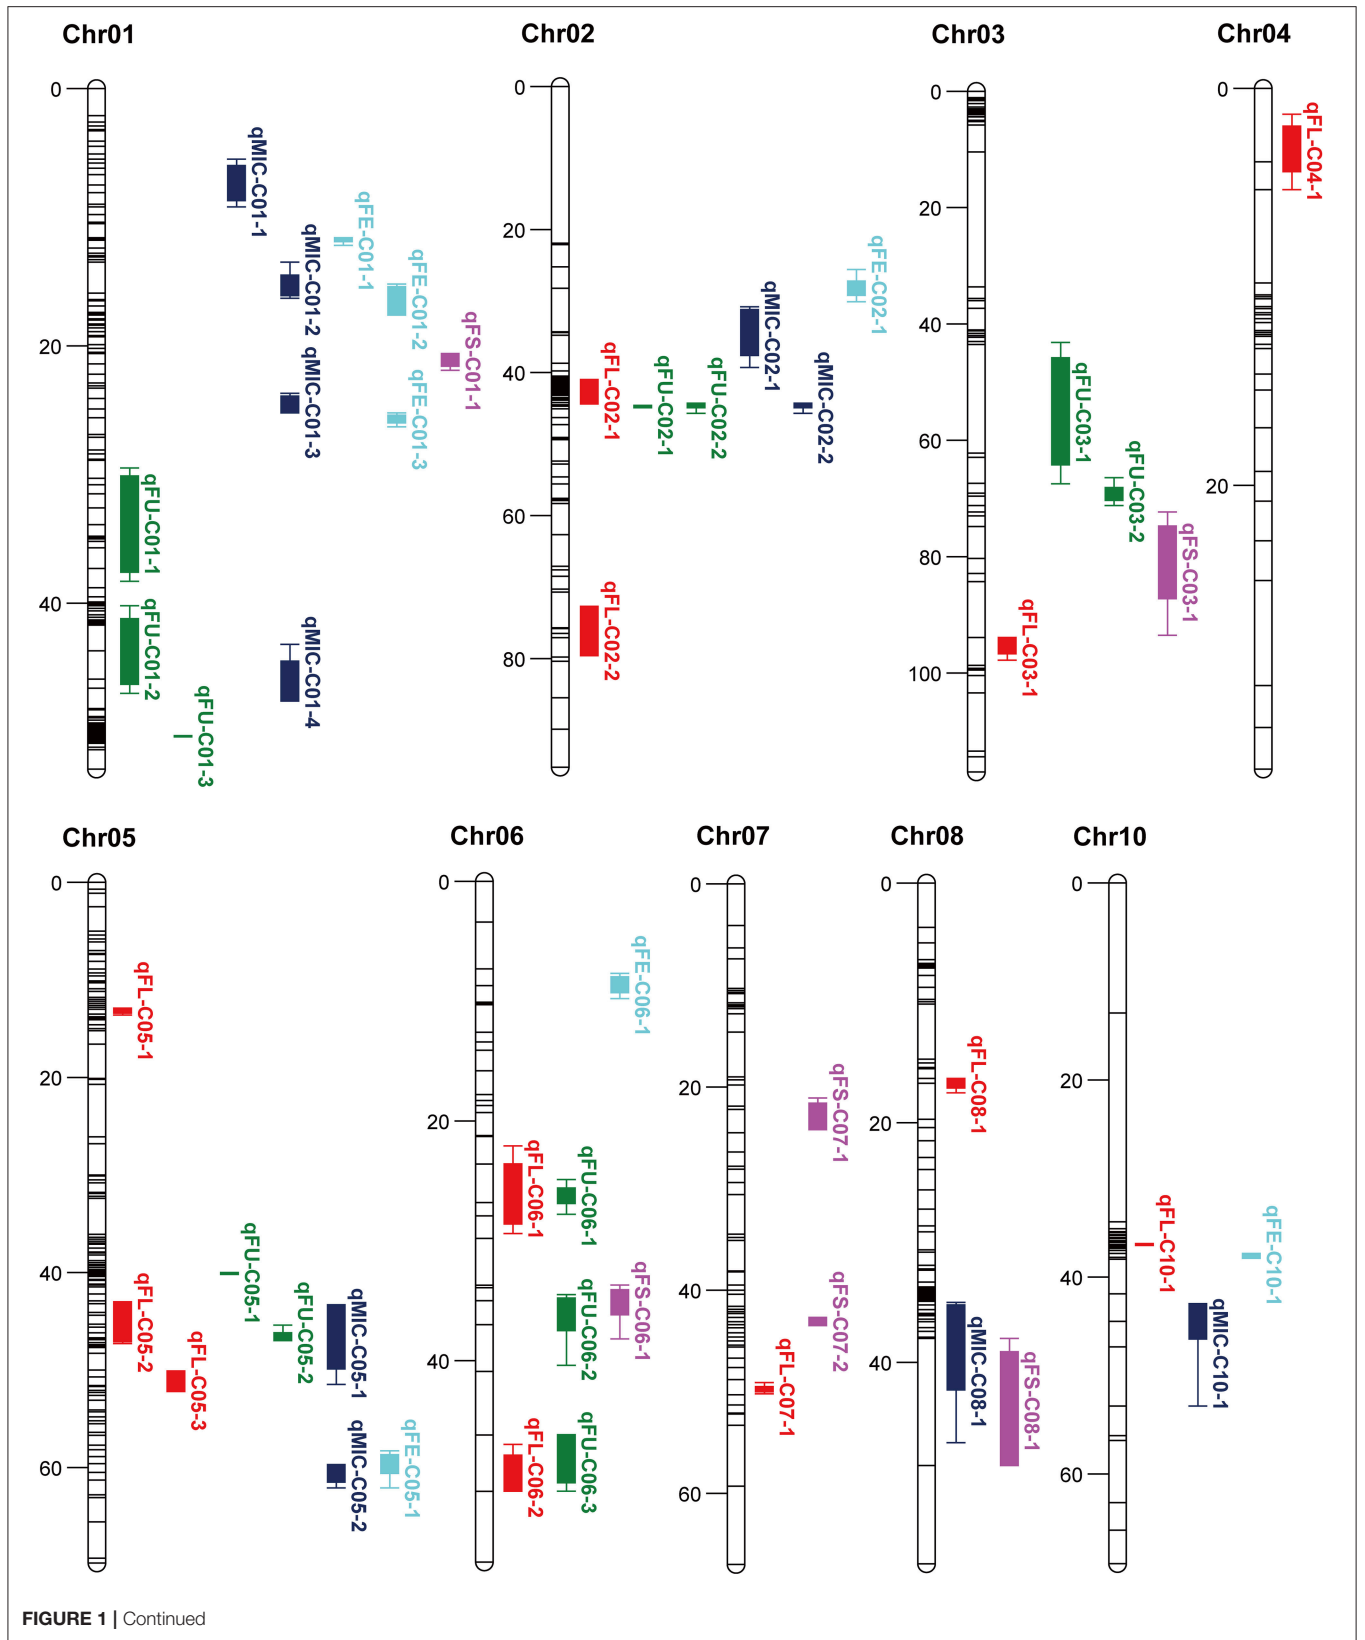 Chr01
Chr02
Chr03
Chr04
0
20
40
qMIC-C01-1
qMIC-C01-2
qMIC-C01-3
qMIC-C01-4
qFE-C01-1
qFE-C01-2
qFE-C01-3
qFS-C01-1
qFU-C01-1
qFU-C01-2
qFU-C01-3
0
20
40
60
80
qFL-C02-1
qFL-C02-2
qFU-C02-1
qFU-C02-2
qMIC-C02-1
qMIC-C02-2
qFE-C02-1
0
20
40
60
80
100
qFL-C03-1
qFU-C03-1
qFU-C03-2
qFS-C03-1
0
20
qFL-C04-1
Chr05
Chr06
Chr07
Chr08
Chr10
0
20
40
60
qFL-C05-1
qFL-C05-2
qFL-C05-3
qFU-C05-1
qFU-C05-2
qMIC-C05-1
qMIC-C05-2
qFE-C05-1
0
20
40
qFL-C06-1
qFL-C06-2
qFU-C06-1
qFU-C06-2
qFU-C06-3
qFE-C06-1
qFS-C06-1
0
20
40
60
qFL-C07-1
qFS-C07-1
qFS-C07-2
0
20
40
qFL-C08-1
qMIC-C08-1
qFS-C08-1
0
20
40
60
qFL-C10-1
qMIC-C10-1
qFE-C10-1
FIGURE 1 | Continued